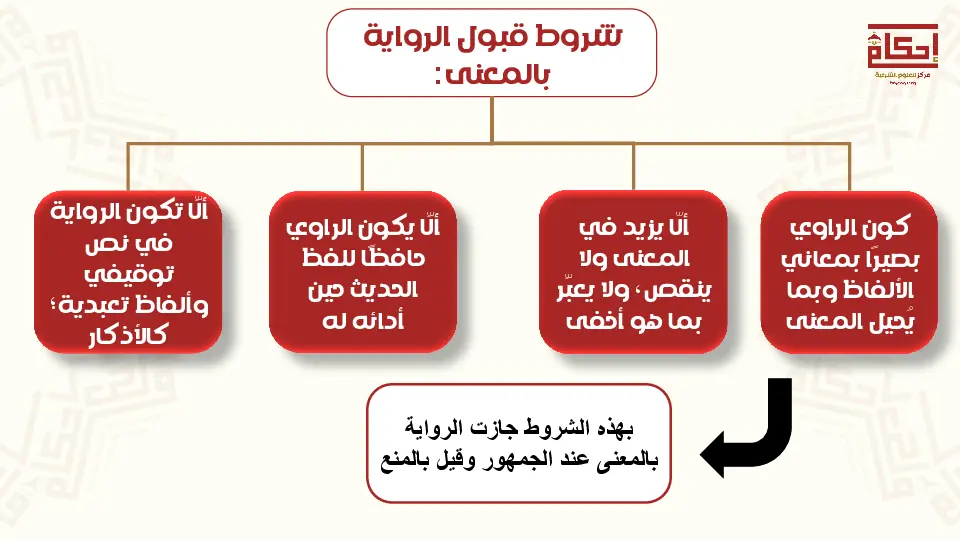 شروط قبول الرواية
بالمعنى:
إحكام
مركز للعلوم الشرعية
كون الراوي
بصيرًا بمعاني
الألفاظ وبما
يُحيل المعنى
ألّا يزيد في
المعنى ولا
ينقص، ولا يعبّر
بما هو أخفى
ألّا يكون الراوي
حافظًا للفظ
الحديث حين
أدائه له
ألّا تكون الرواية
في نص
توقيفي
وألفاظ تعبدية؛
كالأذكار
بهذه الشروط جازت الرواية
بالمعنى عند الجمهور وقيل بالمنع